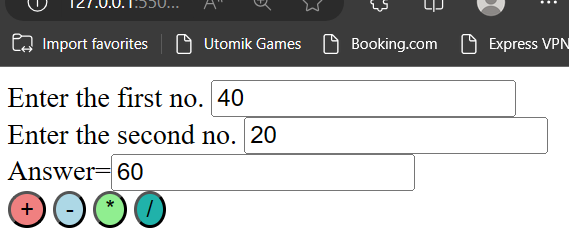 127.0.0.1:550...
Import favorites Utomik Games Booking.com Express VPN
Enter the first no. 40
Enter the second no. 20
Answer=60
+ - * /